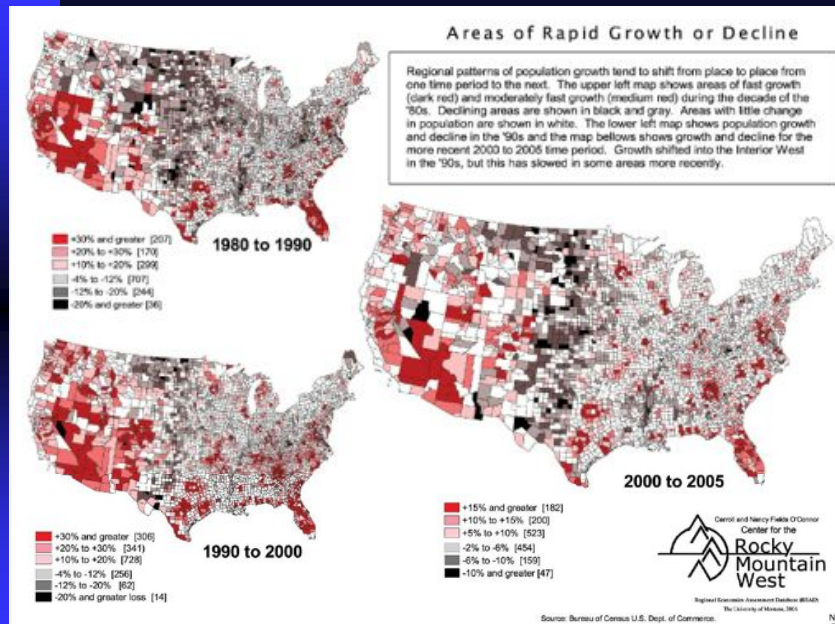 Areas of Rapid Growth or Decline
Regional patterns of population growth tend to shift from place to place from
one time period to the next. The upper left map shows areas of fast growth
(dark red) and moderately fast growth (medium red) during the decade of the
'80s. Declining areas are shown in black and gray. Areas with little change
in population are shown in white. The lower left map shows population growth
and decline in the '90s and the map bellows shows growth and decline for the
more recent 2000 to 2005 time period. Growth shifted into the Interior West
in the '90s, but this has slowed in some areas more recently.
+30% and greater [207]
+20% to +30% [170]
+10% to +20% [299]
-4% to -12% [707]
-12% to -20% [244]
-20% and greater [36]
1980 to 1990
+30% and greater [306]
+20% to +30% [341]
+10% to +20% [728]
-4% to -12% [256]
-12% to -20% [62]
-20% and greater loss [14]
1990 to 2000
2000 to 2005
+15% and greater [182]
+10% to +15% [200]
+5% to +10% [523]
-2% to -6% [454]
-6% to -10% [159]
-10% and greater [47]
Carroll and Nancy Fields O'Connor
Center for the
Rocky
Mountain
West
Regional Economics Assessment Database (READ)
The University of Montana,
Source: Bureau of Census U.S. Dept. of Commerce.
N